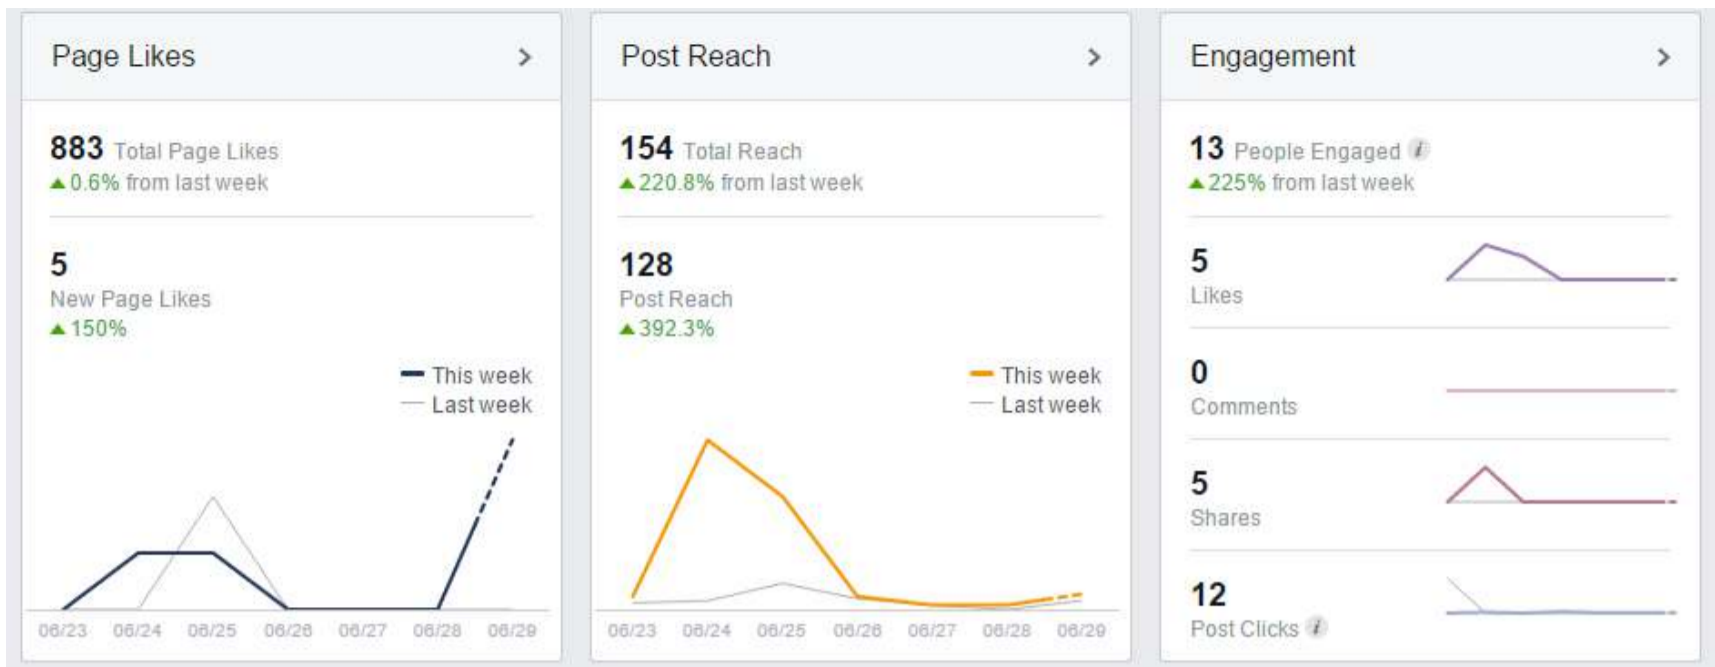 Page Likes
883 Total Page Likes
0.6% from last week
5
New Page Likes
150%
This week
Last week
06/23 06/24 06/25 06/26 06/27 06/28 06/29
Post Reach
154 Total Reach
220.8% from last week
128
Post Reach
392.3%
This week
Last week
06/23 06/24 06/25 06/26 06/27 06/28 06/29
Engagement
13 People Engaged i
225% from last week
5
Likes
0
Comments
5
Shares
12
Post Clicks i